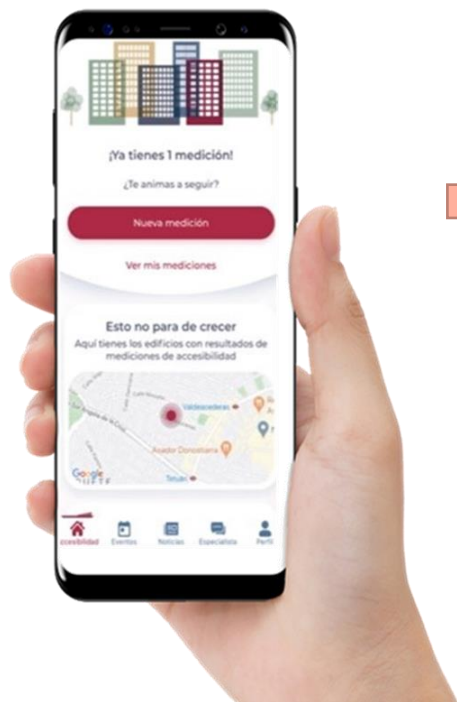 ¡Ya tienes 1 medición!
¿Te animas a seguir?
Nueva medición
Ver mis mediciones
Esto no para de crecer
Aquí tienes los edificios con resultados de
mediciones de accesibilidad
Valdeacederas
Asador Donostiarra
Google
Tetuán
Eventos
Noticias
Especialista
Perfil